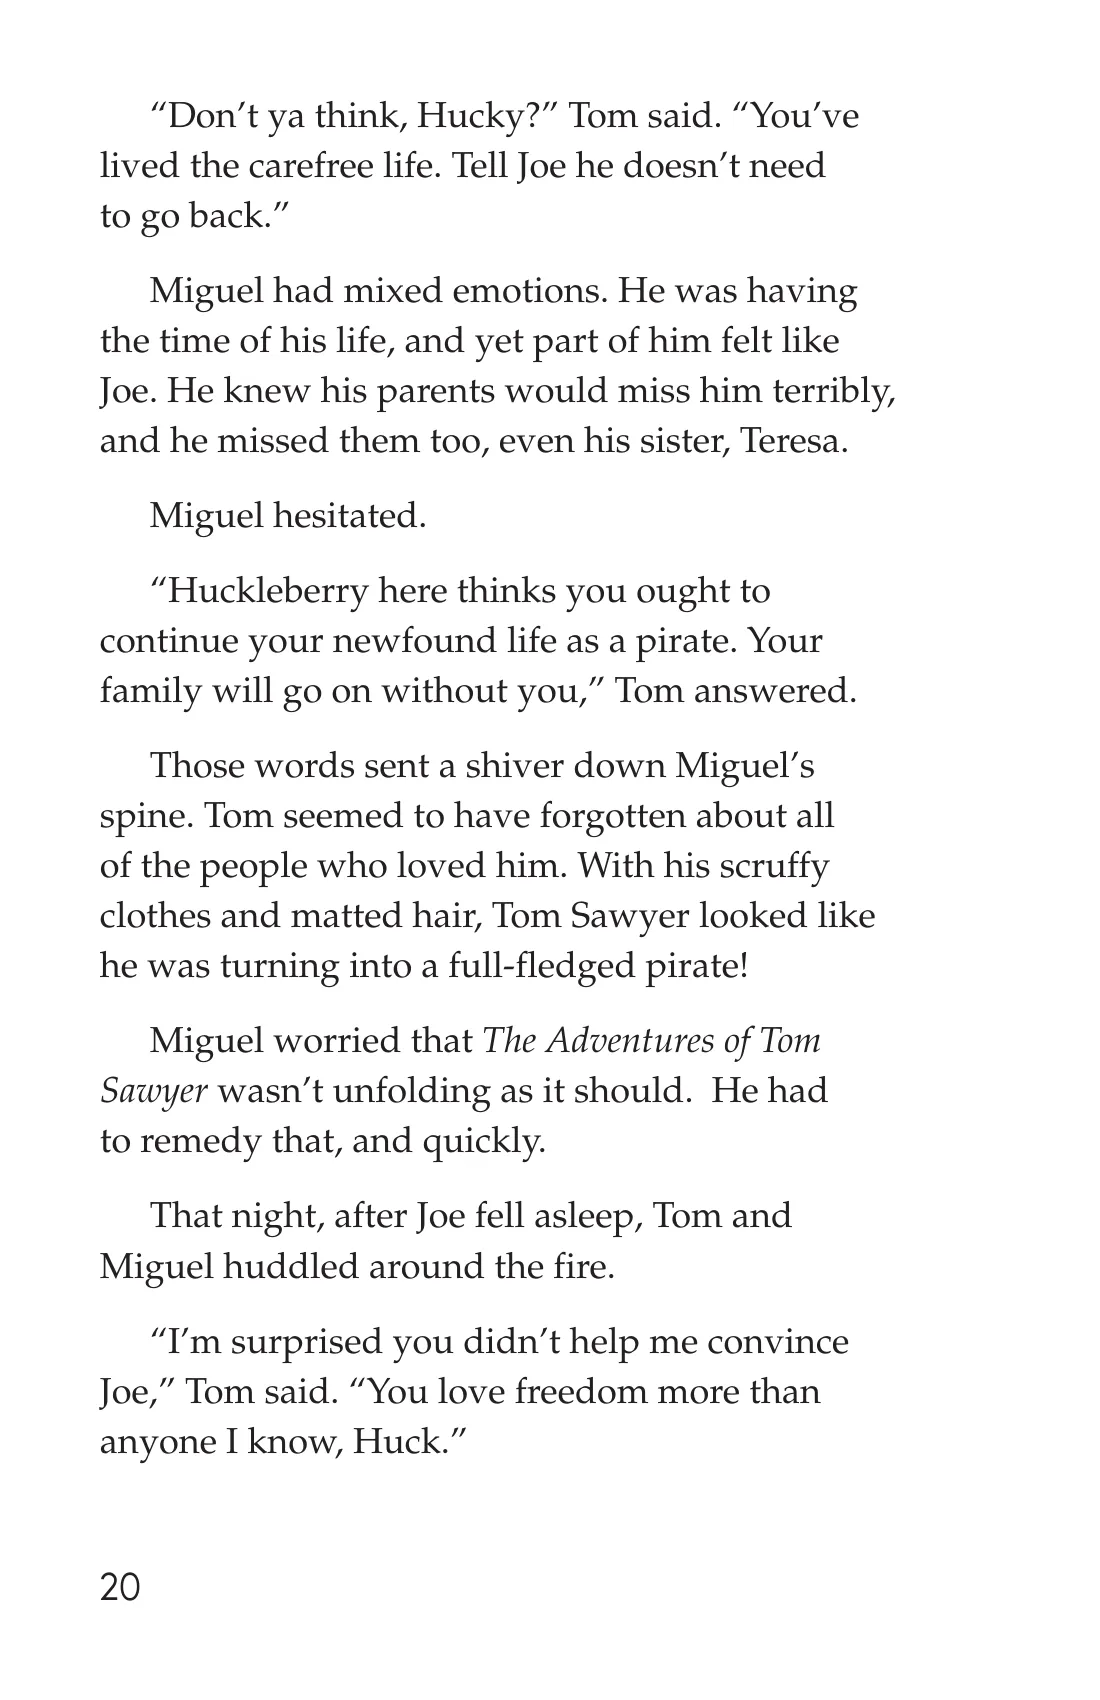 “Don’t ya think, Hucky?” Tom said. “You’ve
lived the carefree life. Tell Joe he doesn’t need
to go back.”
Miguel had mixed emotions. He was having
the time of his life, and yet part of him felt like
Joe. He knew his parents would miss him terribly,
and he missed them too, even his sister, Teresa.
Miguel hesitated.
“Huckleberry here thinks you ought to
continue your newfound life as a pirate. Your
family will go on without you,” Tom answered.
Those words sent a shiver down Miguel’s
spine. Tom seemed to have forgotten about all
of the people who loved him. With his scruffy
clothes and matted hair, Tom Sawyer looked like
he was turning into a full-fledged pirate!
Miguel worried that The Adventures of Tom
Sawyer wasn’t unfolding as it should.  He had
to remedy that, and quickly.
That night, after Joe fell asleep, Tom and
Miguel huddled around the fire.
“I’m surprised you didn’t help me convince
Joe,” Tom said. “You love freedom more than
anyone I know, Huck.”
20